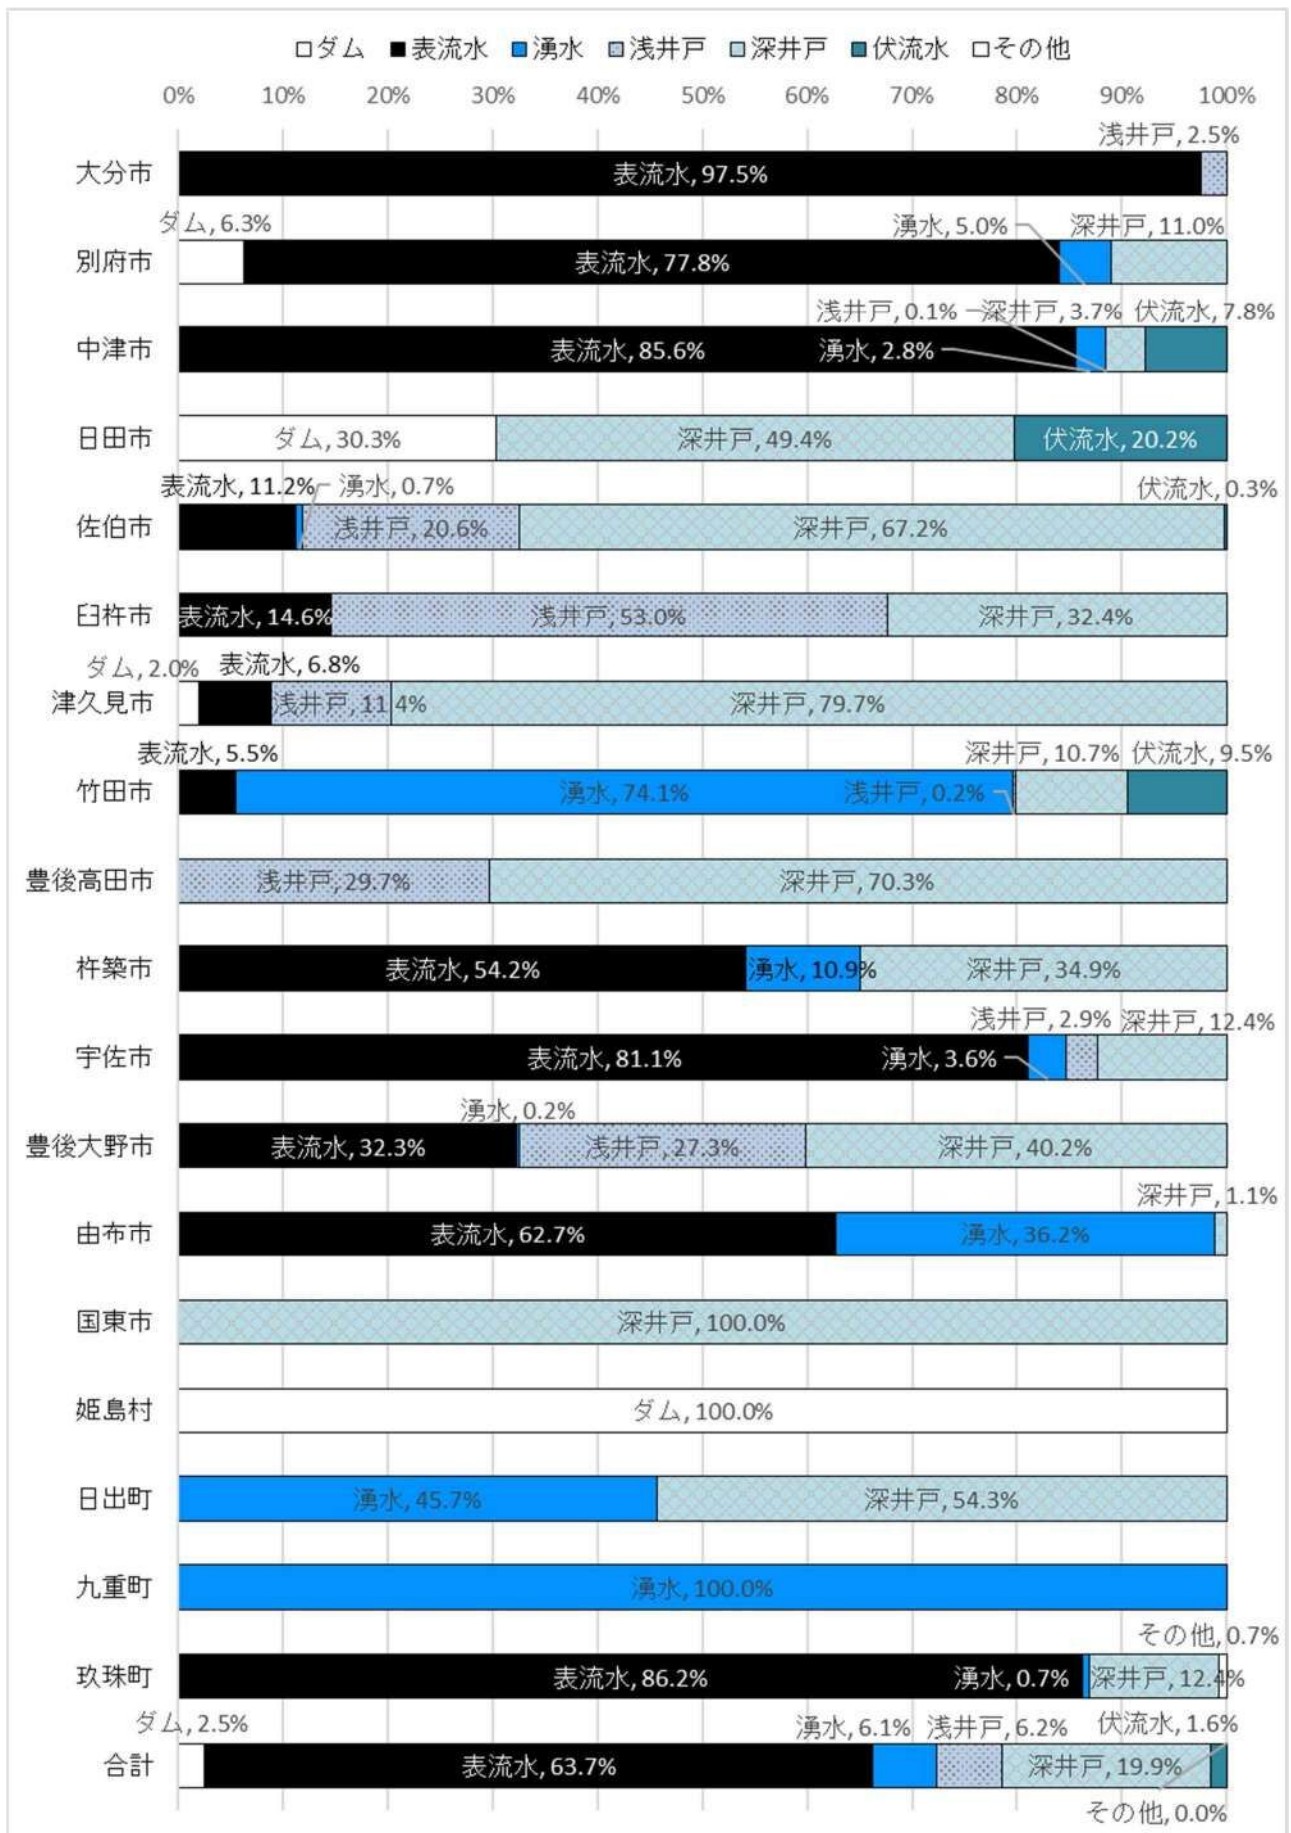 □ダム ■表流水 ■湧水 □浅井戸 □深井戸 ■伏流水 □その他
0% 10% 20% 30% 40% 50% 60% 70% 80% 90% 100%
浅井戸, 2.5%
大分市 表流水, 97.5%
ダム, 6.3% 湧水, 5.0% 深井戸, 11.0%
別府市 表流水, 77.8%
浅井戸, 0.1% 深井戸, 3.7% 伏流水, 7.8%
中津市 表流水, 85.6% 湧水, 2.8%
日田市 ダム, 30.3% 深井戸, 49.4% 伏流水, 20.2%
表流水, 11.2% 湧水, 0.7% 伏流水, 0.3%
佐伯市 浅井戸, 20.6% 深井戸, 67.2%
臼杵市 表流水, 14.6% 浅井戸, 53.0% 深井戸, 32.4%
ダム, 2.0% 表流水, 6.8%
津久見市 浅井戸, 11.4% 深井戸, 79.7%
表流水, 5.5% 深井戸, 10.7% 伏流水, 9.5%
竹田市 湧水, 74.1% 浅井戸, 0.2%
豊後高田市 浅井戸, 29.7% 深井戸, 70.3%
杵築市 表流水, 54.2% 湧水, 10.9% 深井戸, 34.9%
浅井戸, 2.9% 深井戸, 12.4%
宇佐市 表流水, 81.1% 湧水, 3.6%
湧水, 0.2%
豊後大野市 表流水, 32.3% 浅井戸, 27.3% 深井戸, 40.2%
深井戸, 1.1%
由布市 表流水, 62.7% 湧水, 36.2%
国東市 深井戸, 100.0%
姫島村 ダム, 100.0%
日出町 湧水, 45.7% 深井戸, 54.3%
九重町 湧水, 100.0%
その他, 0.7%
玖珠町 表流水, 86.2% 湧水, 0.7% 深井戸, 12.4%
ダム, 2.5% 湧水, 6.1% 浅井戸, 6.2% 伏流水, 1.6%
合計 表流水, 63.7% 深井戸, 19.9%
その他, 0.0%